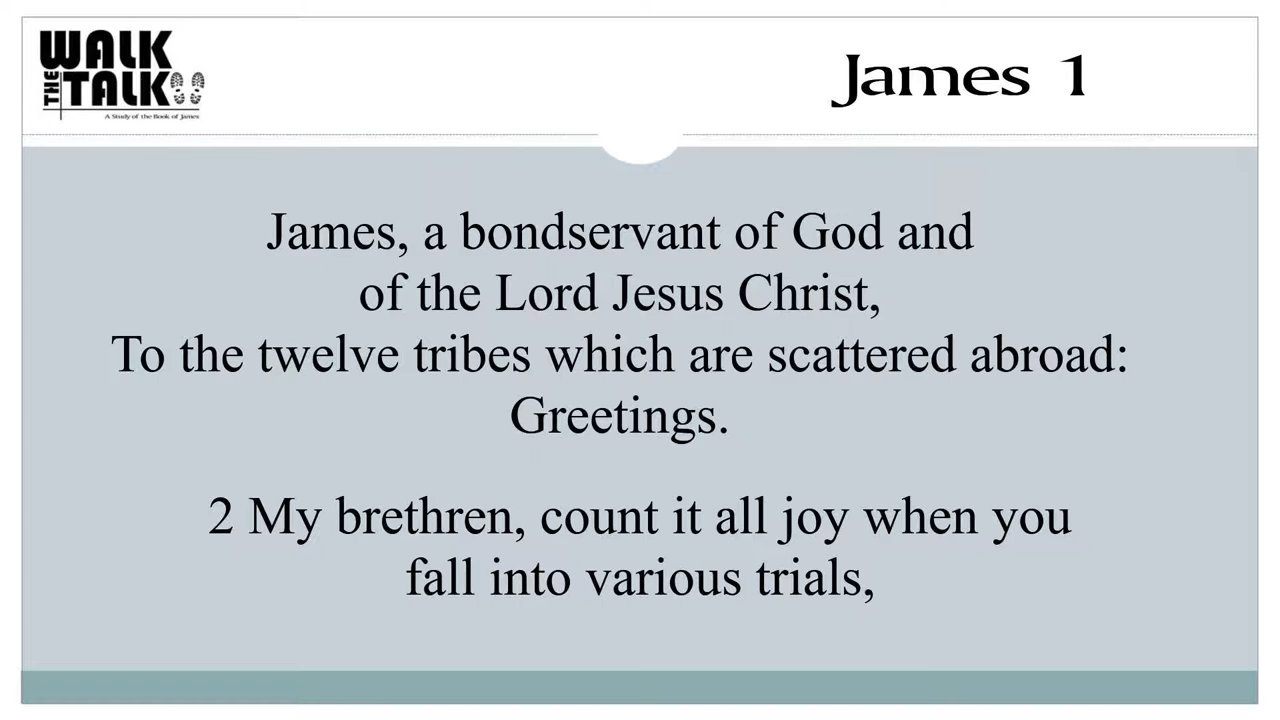 WALK
THE TALK
A Study of the Book of James
James 1
James, a bondservant of God and
of the Lord Jesus Christ,
To the twelve tribes which are scattered abroad:
Greetings.
2 My brethren, count it all joy when you
fall into various trials,